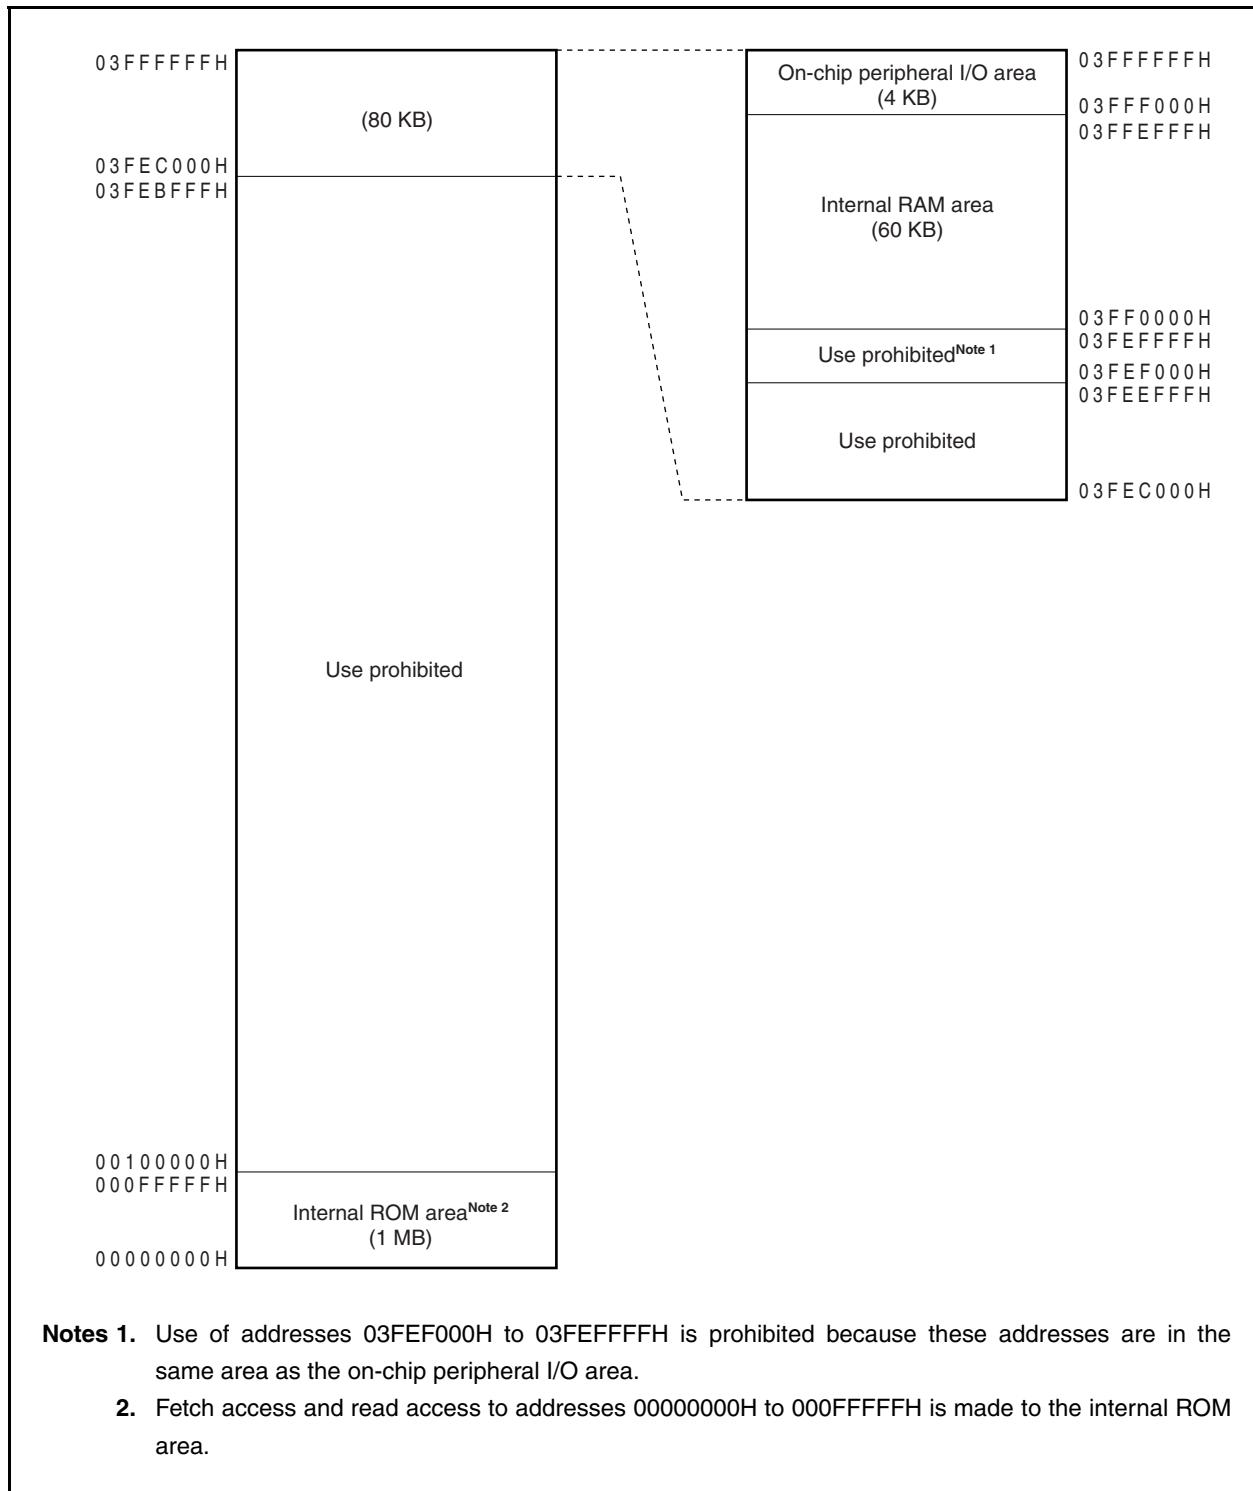 03FFFFFFH
(80 KB)
03FEC000H
03FEBFFFH
Use prohibited
00100000H
000FFFFFH
Internal ROM areaNote 2
(1 MB)
00000000H
On-chip peripheral I/O area
(4 KB)
03FFFFFFH
03FFF000H
03FFEFFFH
Internal RAM area
(60 KB)
03FF0000H
03FEFFFFH
Use prohibitedNote 1
03FEF000H
03FEEFFFH
Use prohibited
03FEC000H
Notes 1. Use of addresses 03FEF000H to 03FEFFFFH is prohibited because these addresses are in the
same area as the on-chip peripheral I/O area.
2. Fetch access and read access to addresses 00000000H to 000FFFFFH is made to the internal ROM
area.